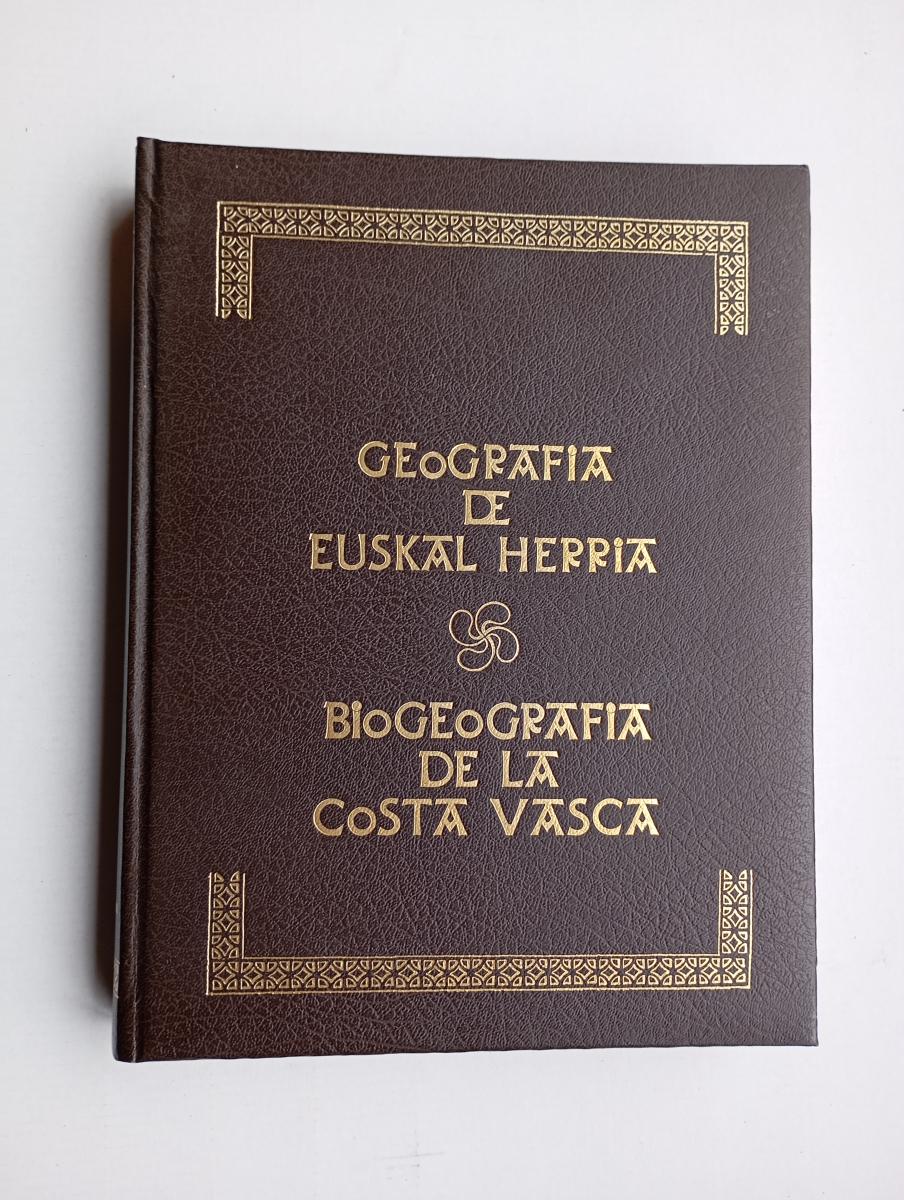 GEOGRAFIA
DE
EUSKAL HERRIA
BIOGEOGRAFIA
DE LA
COSTA VASCA